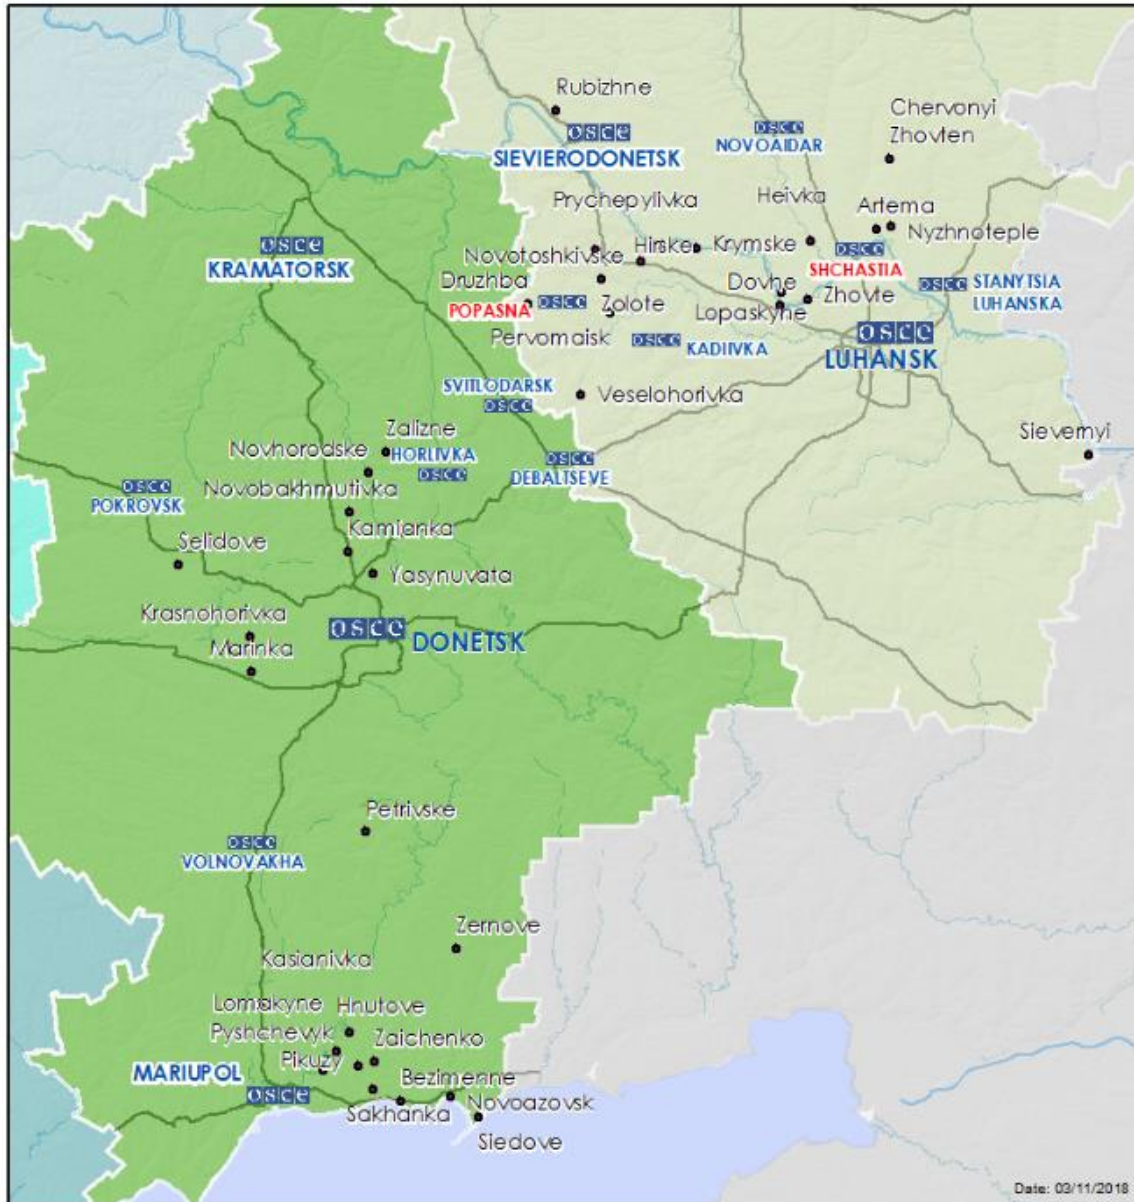 Rubizhne
osce
SIEVIERODONETSK
osce
NOVOAIDAR
Chervonyi
Zhovten
Prychepylivka
Heivka
Artema
Nyzhnoteple
osce
KRAMATORSK
Novotoshkivske
Hirske
Krymske
osce
SHCHASTIA
Druzhba
Dovhe
Zhovte
osce
STANYTSIA
LUHANSKA
POPASNA
osce
Zolote
Lopaskyne
Pervomaisk
osce
KADIIVKA
osce
LUHANSK
SVITLODARSK
osce
Veselohorivka
Zalizne
Sievernyi
Novhorodske
HORLIVKA
osce
osce
DEBALTSEVE
osce
POKROVSK
Novobakhmutivka
Kamianka
Selidove
Yasynuvata
Krasnohorivka
osce
DONETSK
Marinka
Petrivske
osce
VOLNOVAKHA
Zernove
Kasianivka
Lomakyne
Hnutove
Pyshchevyk
Zaichenko
Pikuzy
MARIUPOL
osce
Bezimenne
Sakhanka
Novoazovsk
Siedove
Date: 03/11/2018